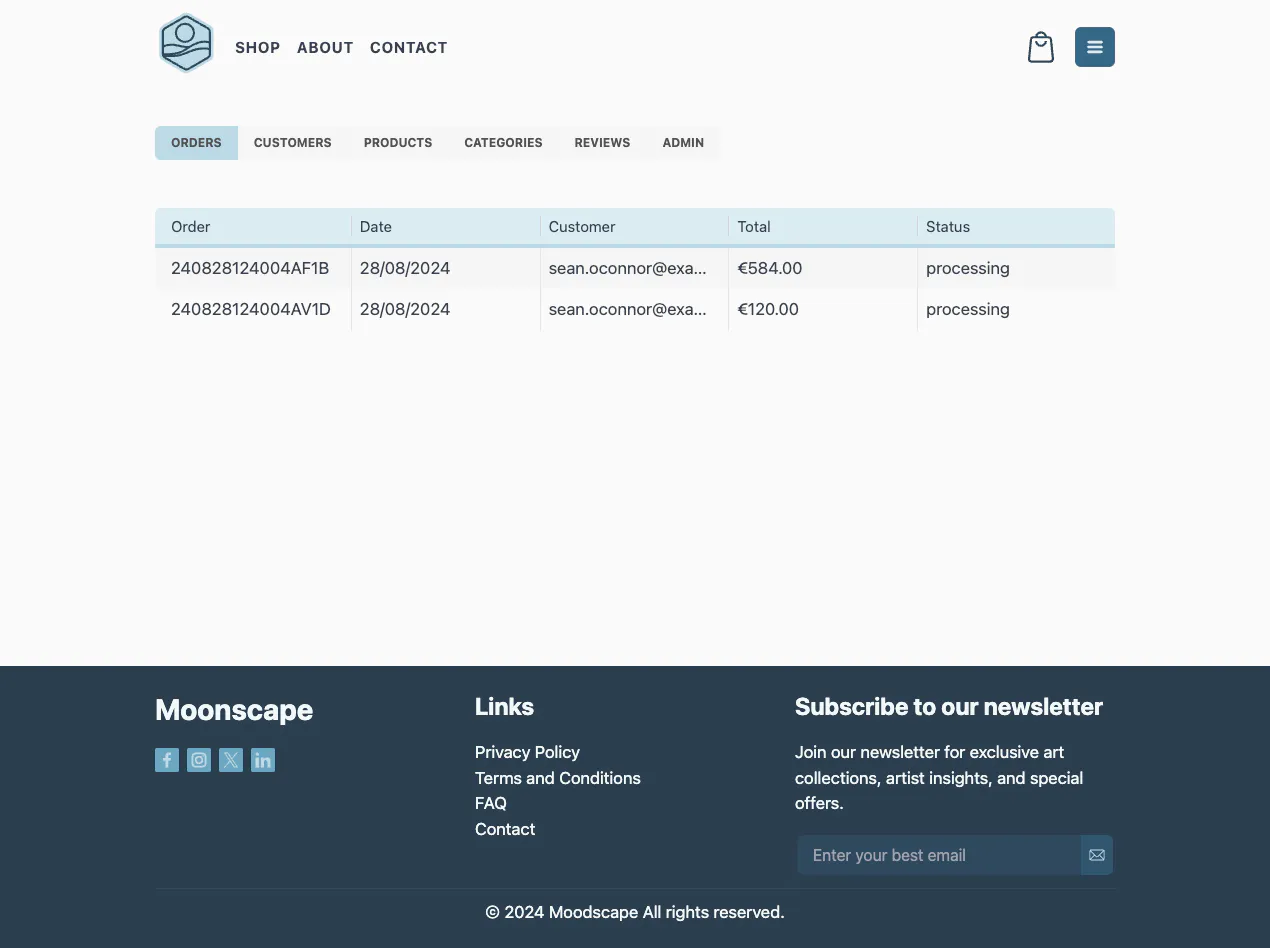 SHOP ABOUT CONTACT
ORDERS CUSTOMERS PRODUCTS CATEGORIES REVIEWS ADMIN
Order Date Customer Total Status
240828124004AF1B 28/08/2024 sean.oconnor@exa... €584.00 processing
240828124004AV1D 28/08/2024 sean.oconnor@exa... €120.00 processing
Moonscape
Links
Privacy Policy
Terms and Conditions
FAQ
Contact
Subscribe to our newsletter
Join our newsletter for exclusive art
collections, artist insights, and special
offers.
Enter your best email
© 2024 Moodscape All rights reserved.